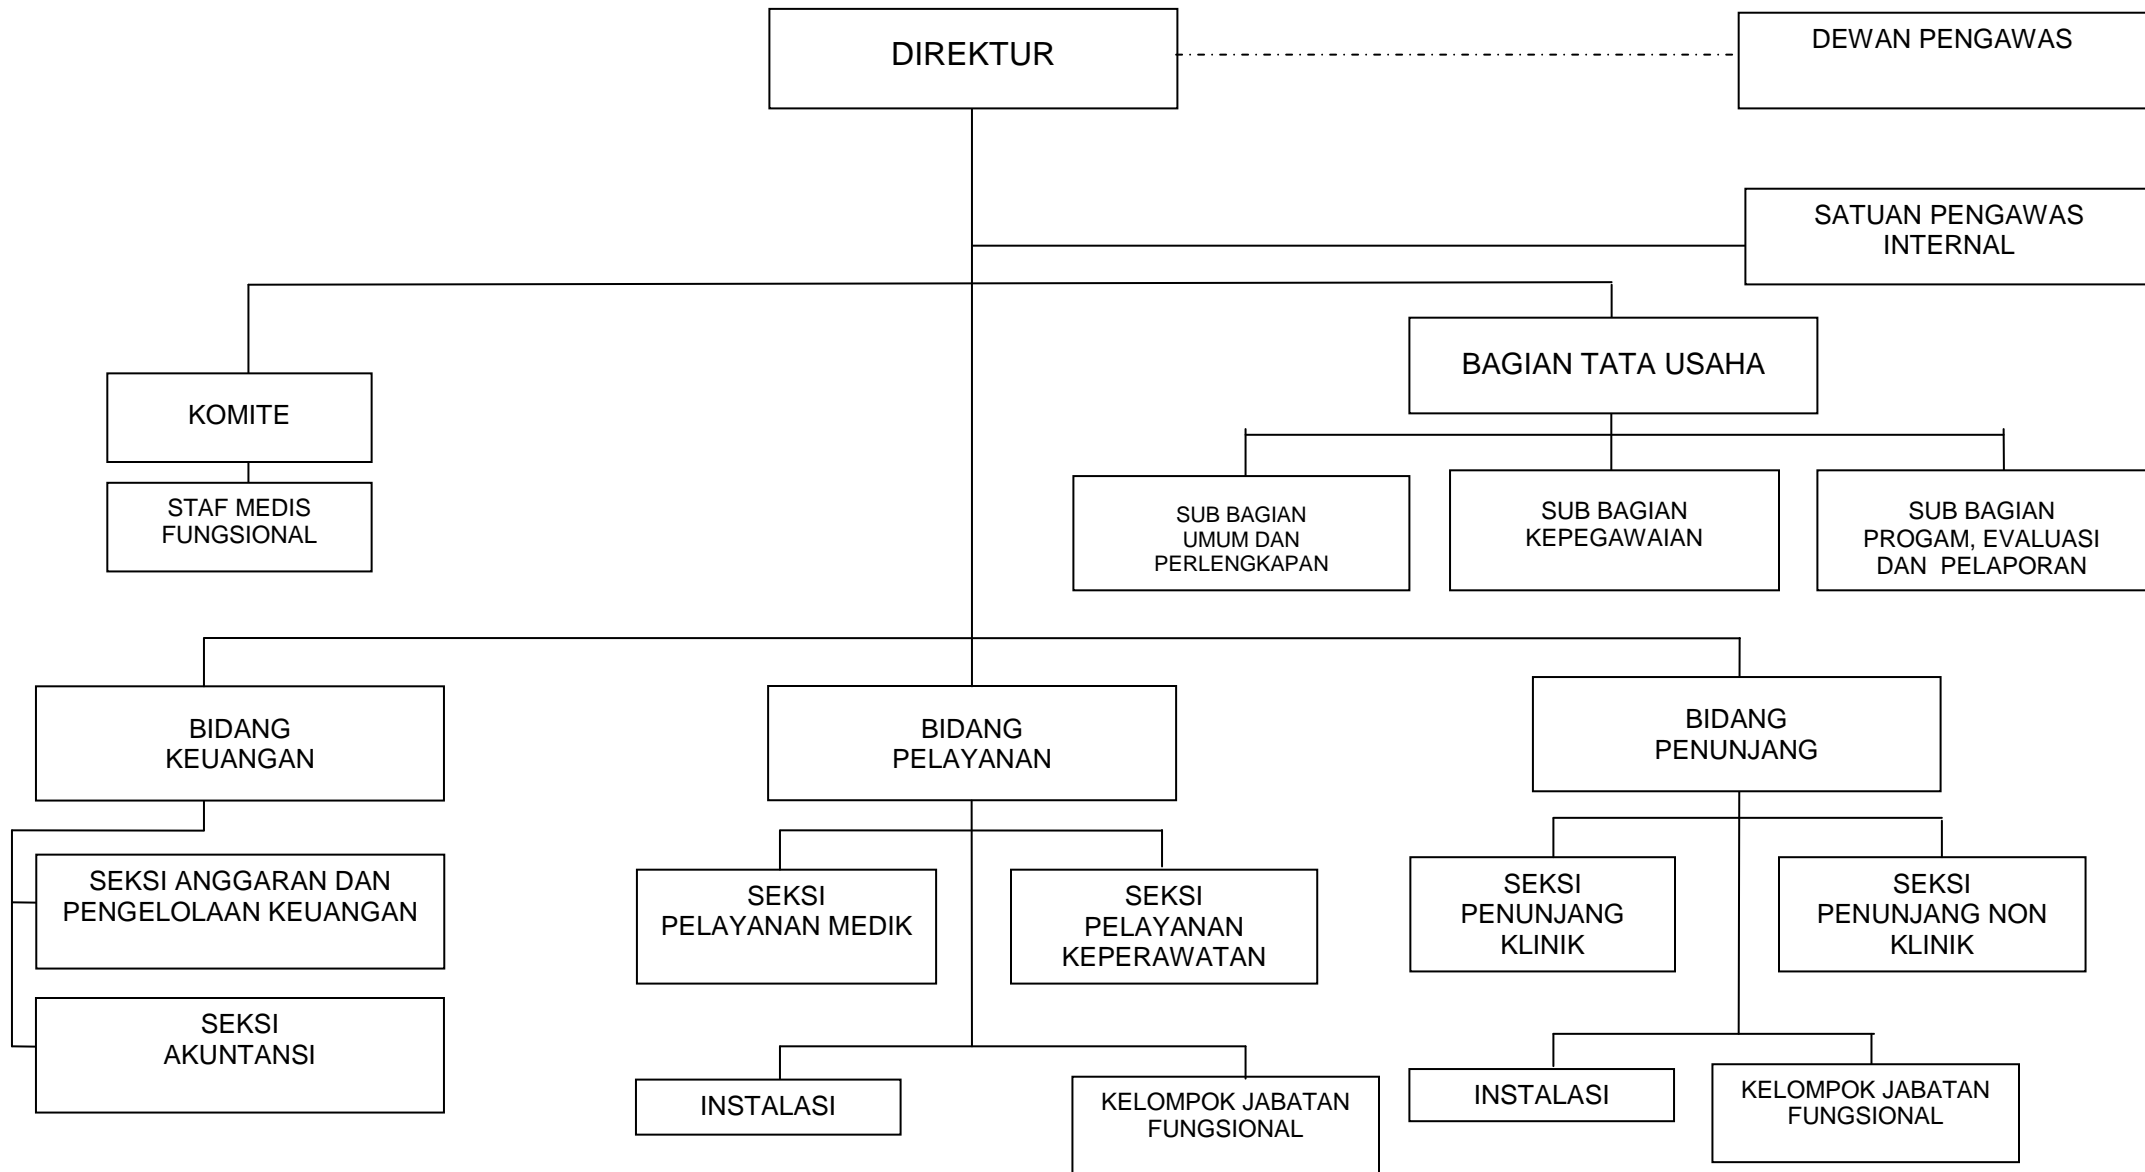 DIREKTUR
DEWAN PENGAWAS
SATUAN PENGAWAS
INTERNAL
BAGIAN TATA USAHA
KOMITE
STAF MEDIS
FUNGSIONAL
SUB BAGIAN
UMUM DAN
PERLENGKAPAN
SUB BAGIAN
KEPEGAWAIAN
SUB BAGIAN
PROGAM, EVALUASI
DAN PELAPORAN
BIDANG
KEUANGAN
BIDANG
PELAYANAN
BIDANG
PENUNJANG
SEKSI ANGGARAN DAN
PENGELOLAAN KEUANGAN
SEKSI
PELAYANAN MEDIK
SEKSI
PELAYANAN
KEPERAWATAN
SEKSI
PENUNJANG
KLINIK
SEKSI
PENUNJANG NON
KLINIK
SEKSI
AKUNTANSI
INSTALASI
KELOMPOK JABATAN
FUNGSIONAL
INSTALASI
KELOMPOK JABATAN
FUNGSIONAL